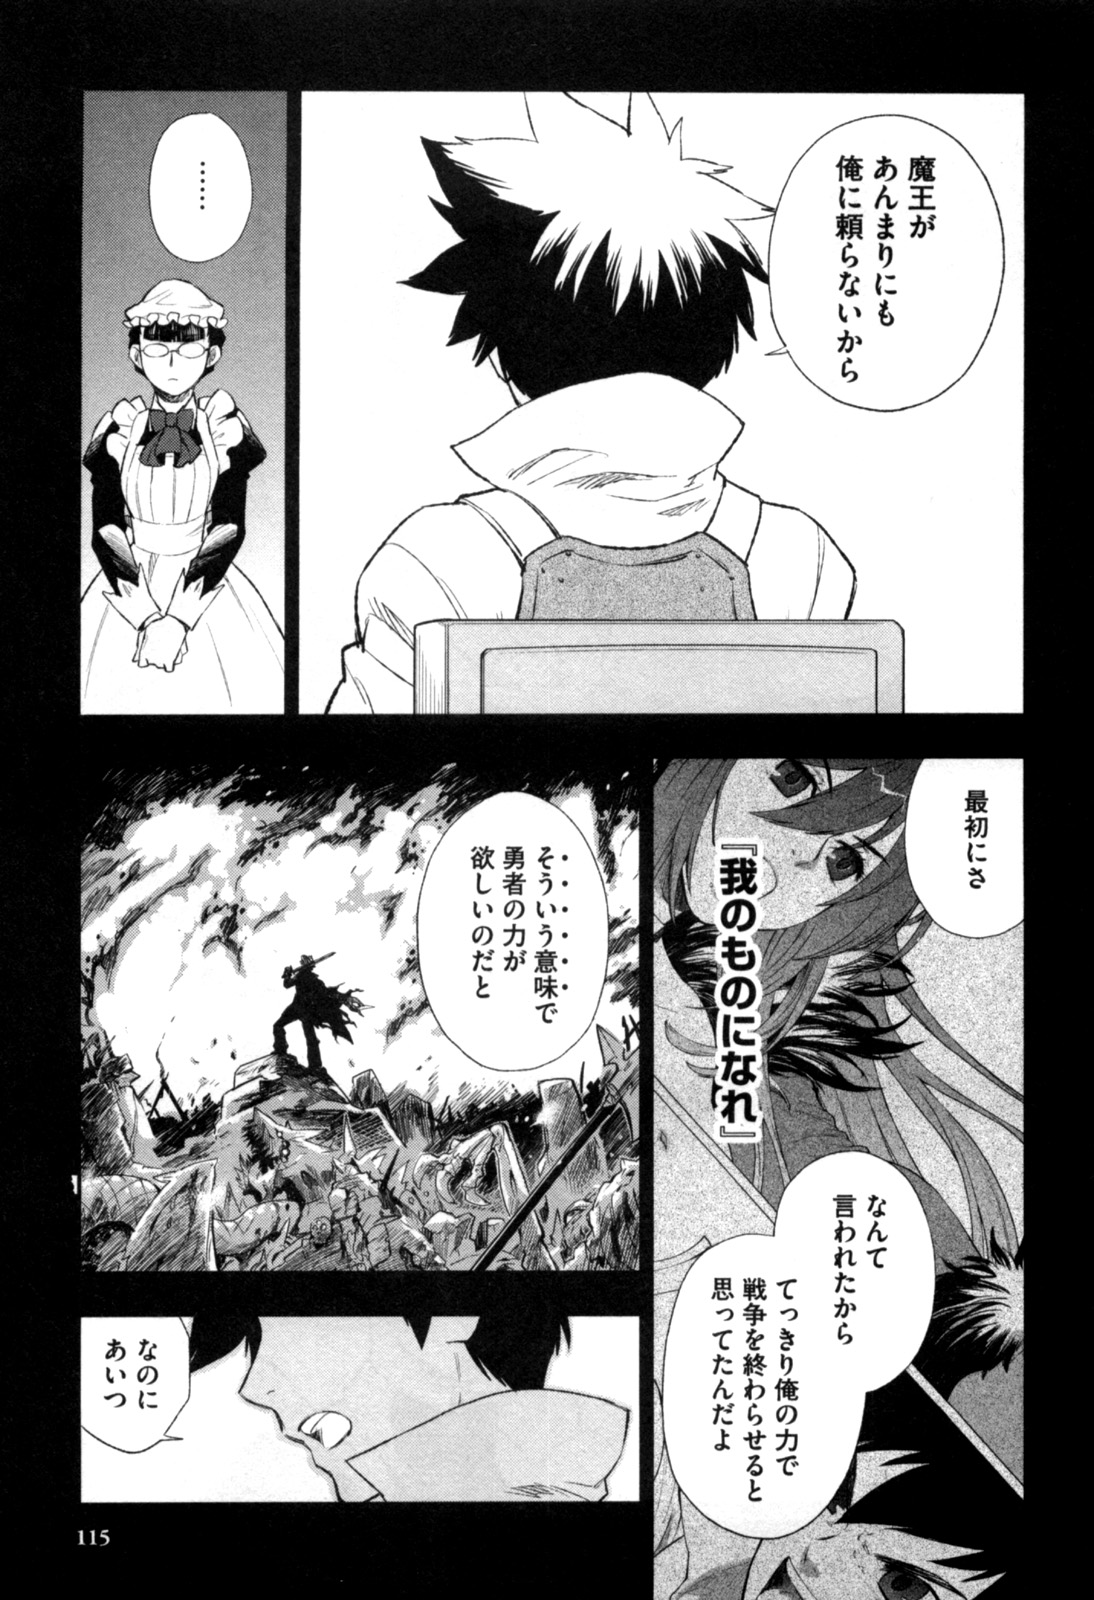 魔王が
あんまりにも
俺に頼らないから
……
最初にさ
『我のものになれ』
なんて
言われたから
てっきり俺の力で
戦争を終わらせると
思ってたんだよ
そういう意味で
勇者の力が
欲しいのだと
なのに
あいつ
115